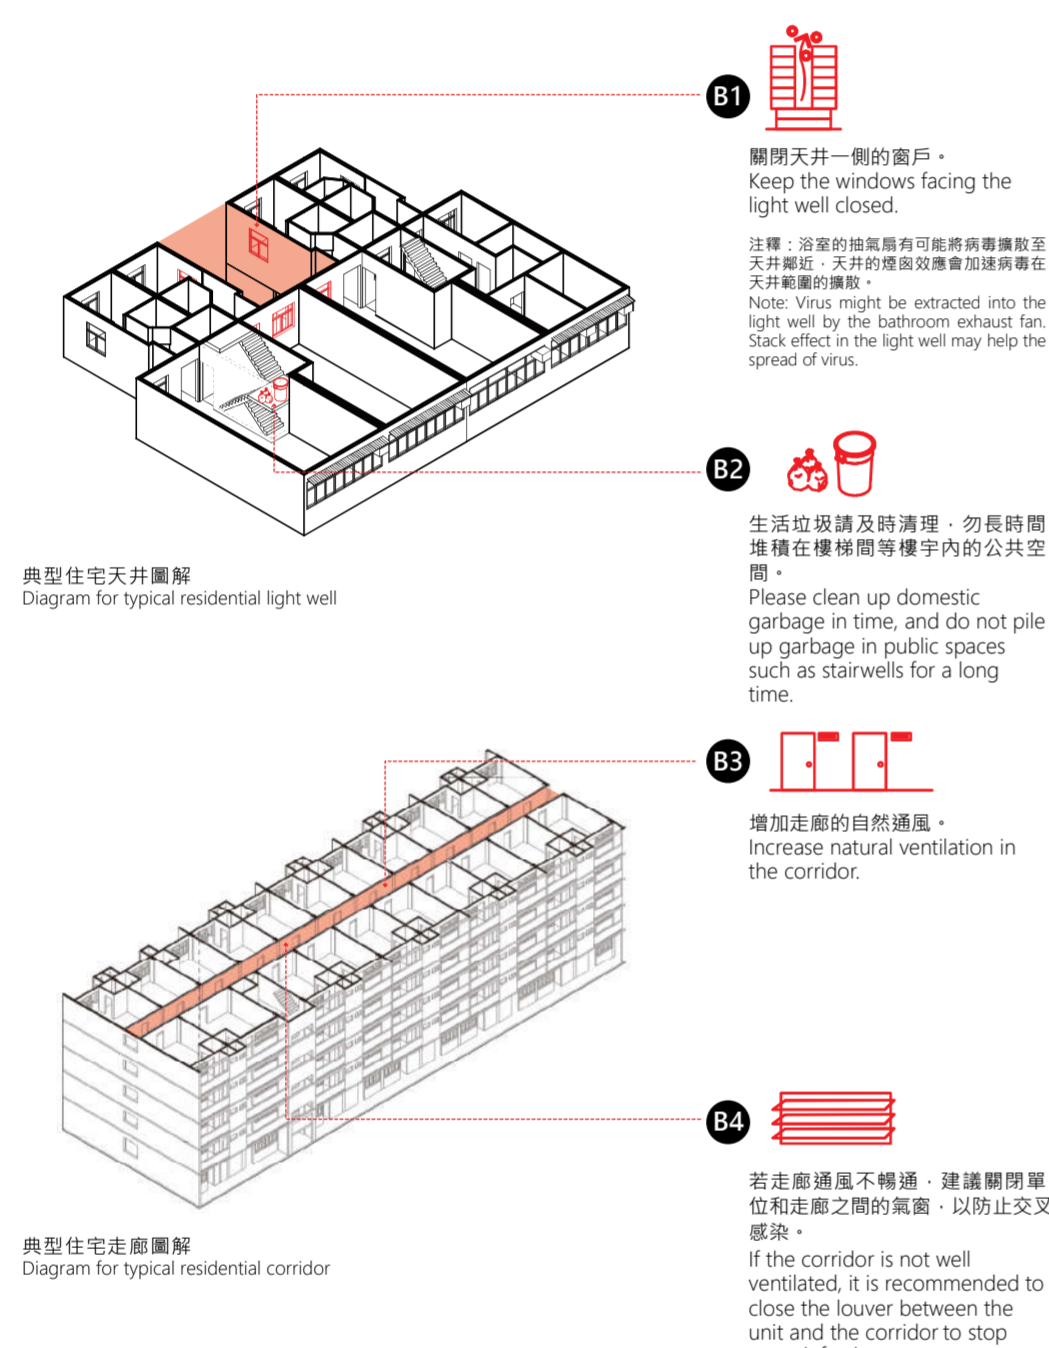 B1
關閉天井一側的窗戶。
Keep the windows facing the
light well closed.
注釋：浴室的抽氣扇有可能將病毒擴散至
天井鄰近，天井的煙囪效應會加速病毒在
天井範圍的擴散。
Note: Virus might be extracted into the
light well by the bathroom exhaust fan.
Stack effect in the light well may help the
spread of virus.
B2
生活垃圾請及時清理，勿長時間
堆積在樓梯間等樓宇內的公共空
間。
Please clean up domestic
garbage in time, and do not pile
up garbage in public spaces
such as stairwells for a long
time.
典型住宅天井圖解
Diagram for typical residential light well
B3
增加走廊的自然通風。
Increase natural ventilation in
the corridor.
B4
若走廊通風不暢通，建議關閉單
位和走廊之間的氣窗，以防止交叉
感染。
If the corridor is not well
ventilated, it is recommended to
close the louver between the
unit and the corridor to stop
典型住宅走廊圖解
Diagram for typical residential corridor